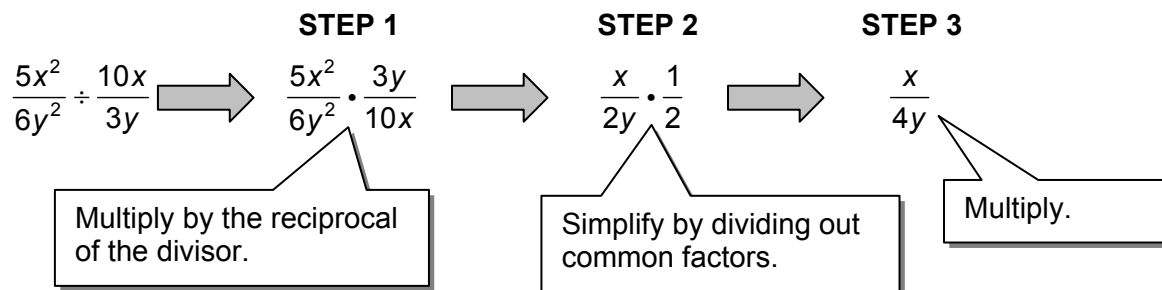 STEP 1 STEP 2 STEP 3
5x²/6y² ÷ 10x/3y 5x²/6y² • 3y/10x x/2y • 1/2 x/4y
Multiply by the reciprocal
of the divisor.
Simplify by dividing out
common factors.
Multiply.